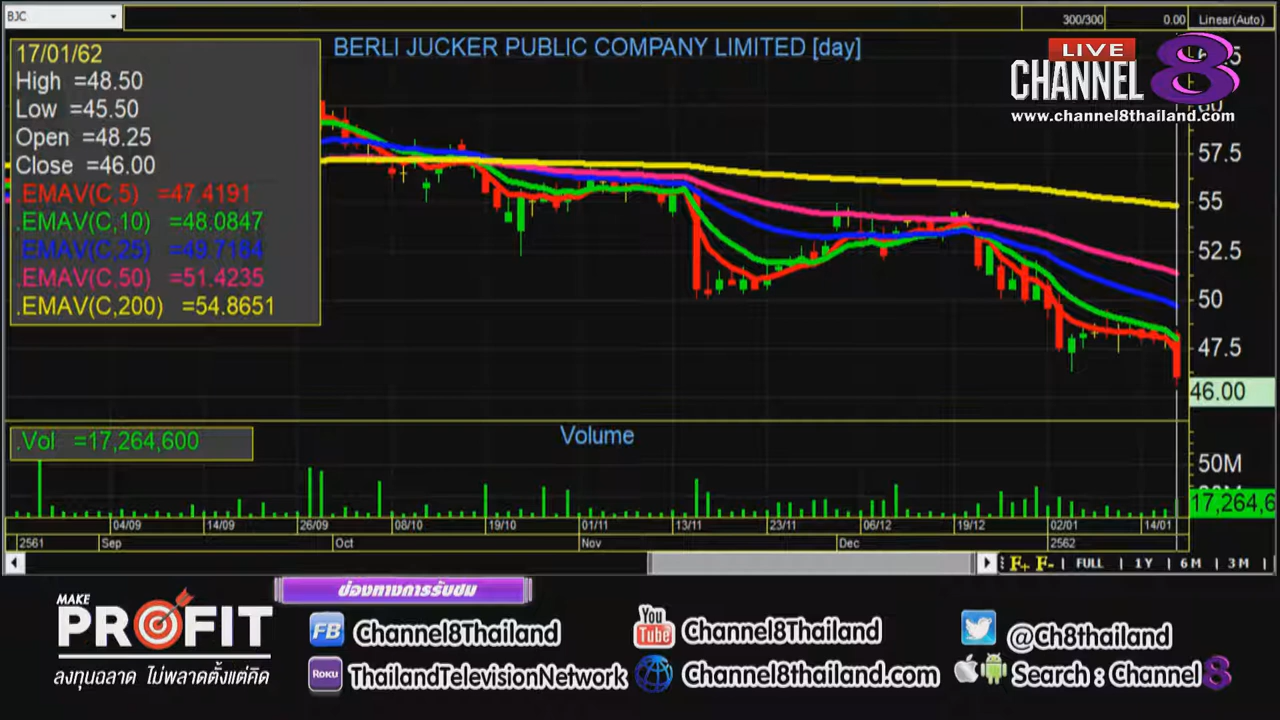 BJC
300/300
0.00
Linear(Auto)
BERLI JUCKER PUBLIC COMPANY LIMITED [day]
LIVE
CHANNEL 8
www.channel8thailand.com
17/01/62
High =48.50
Low =45.50
Open =48.25
Close =46.00
.EMAV(C,5) =47.4191
.EMAV(C,10) =48.0847
.EMAV(C,25) =49.7184
.EMAV(C,50) =51.4235
.EMAV(C,200) =54.8651
60
57.5
55
52.5
50
47.5
46.00
.Vol =17,264,600
Volume
50M
17,264,6
04/09 14/09 26/09 08/10 19/10 01/11 13/11 23/11 06/12 19/12 02/01 14/01
2561 Sep Oct Nov Dec 2562
F+ F- | FULL | 1Y | 6M | 3M |
MAKE
PROFIT
ลงทุนฉลาด ไม่พลาดตั้งแต่คิด
ช่องทางการรับชม
FB Channel8Thailand
You Tube Channel8Thailand
@Ch8thailand
Roku ThailandTelevisionNetwork
Channel8Thailand.com
Search : Channel 8